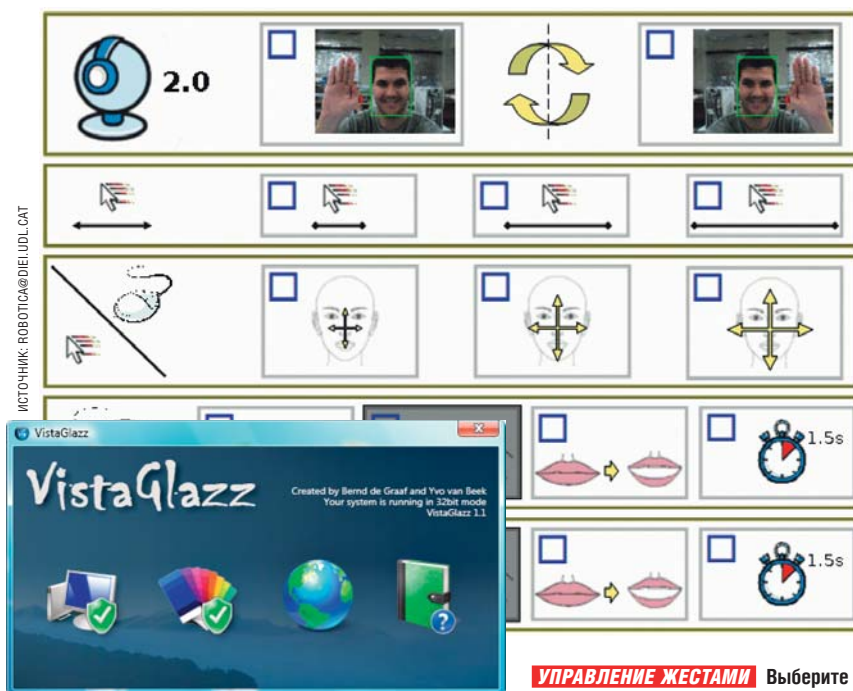 2.0
ИСТОЧНИК: ROBOTICA@DIEI.UDL.CAT
1.5s
VistaGlazz
VistaGlazz
Created by Bernd de Graaf and Yvo van Beek
Your system is running in 32bit mode
VistaGlazz 1.1
1.5s
УПРАВЛЕНИЕ ЖЕСТАМИ Выберите